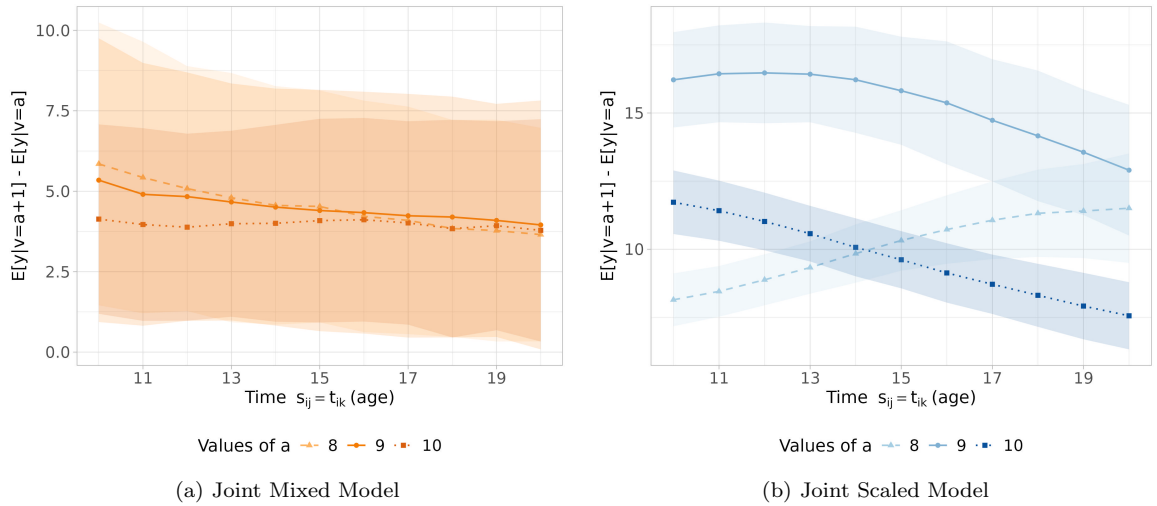 E[y|v=a+1] - E[y|v=a]
10.0
7.5
5.0
2.5
0.0
11 13 15 17 19
Time s_ij = t_ik (age)
Values of a 8 9 10
(a) Joint Mixed Model
E[y|v=a+1] - E[y|v=a]
15
10
11 13 15 17 19
Time s_ij = t_ik (age)
Values of a 8 9 10
(b) Joint Scaled Model